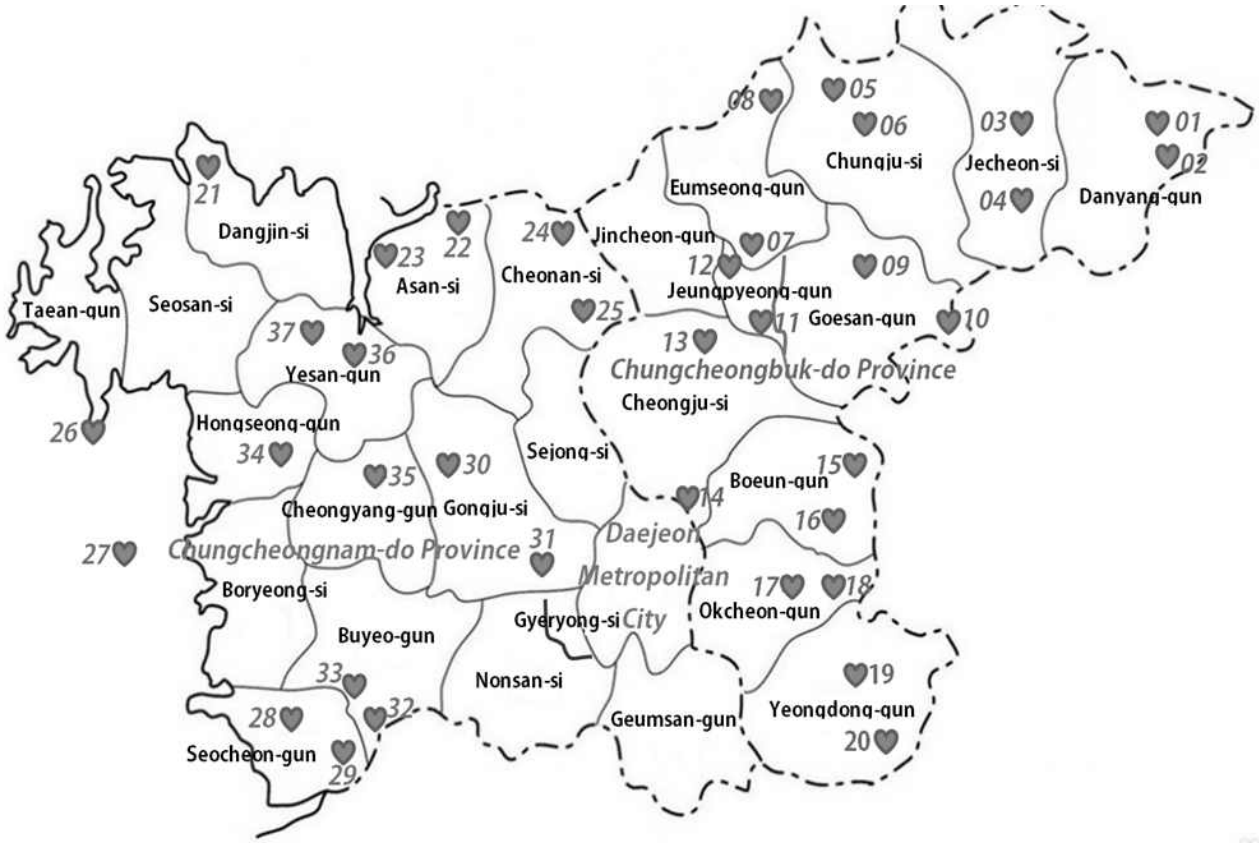 08
05
06
03
01
02
Chungju-si
Jecheon-si
Eumseong-gun
04
Danyang-gun
21
Dangjin-si
22
24
Jincheon-gun
07
23
Asan-si
Cheonan-si
12
09
Taean-gun
Seosan-si
Jeungpyeong-gun
25
11
Goesan-gun
10
37
36
13
Yesan-gun
Chungcheongbuk-do Province
Cheongju-si
26
Hongseong-gun
34
30
Sejong-si
35
15
Boeun-gun
14
Cheongyang-gun
Gongju-si
16
Daejeon
31
27
Chungcheongnam-do Province
Metropolitan
Boryeong-si
17
18
Okcheon-gun
Gyeryong-si
City
Buyeo-gun
33
Nonsan-si
19
28
32
Geumsan-gun
Yeongdong-gun
Seocheon-gun
29
20